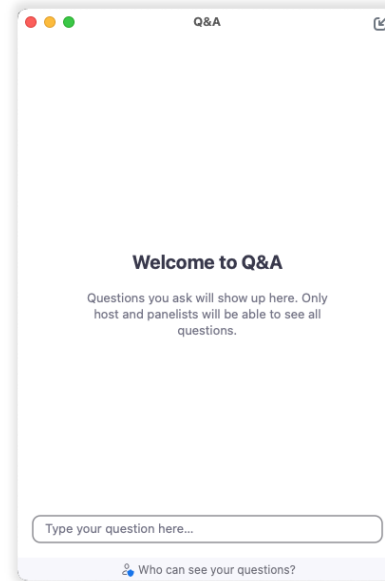 Q&A
Welcome to Q&A
Questions you ask will show up here. Only
host and panelists will be able to see all
questions.
Type your question here...
Who can see your questions?